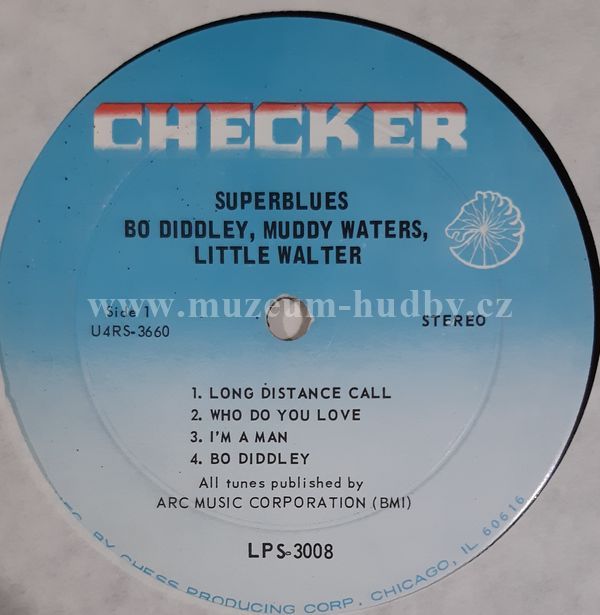 CHECKER
SUPERBLUES
BO DIDDLEY, MUDDY WATERS,
LITTLE WALTER
www.muzeum-hudby.cz
Side 1
U4RS-3660
STEREO
1. LONG DISTANCE CALL
2. WHO DO YOU LOVE
3. I'M A MAN
4. BO DIDDLEY
All tunes published by
ARC MUSIC CORPORATION (BMI)
LPS-3008
BY CHESS PRODUCING CORP. CHICAGO, IL 60616